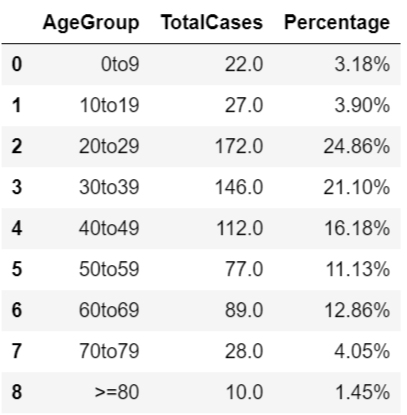 AgeGroup TotalCases Percentage
0 0to9 22.0 3.18%
1 10to19 27.0 3.90%
2 20to29 172.0 24.86%
3 30to39 146.0 21.10%
4 40to49 112.0 16.18%
5 50to59 77.0 11.13%
6 60to69 89.0 12.86%
7 70to79 28.0 4.05%
8 >=80 10.0 1.45%